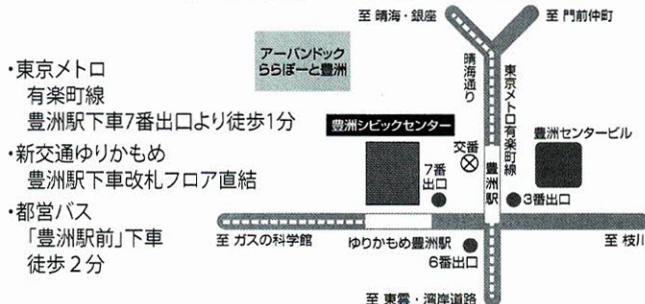 ・東京メトロ
有楽町線
豊洲駅下車7番出口より徒歩1分
・新交通ゆりかもめ
豊洲駅下車改札フロア直結
・都営バス
「豊洲駅前」下車
徒歩2分
至 晴海・銀座
至 門前仲町
アーバンドック
ららぽーと豊洲
晴海通り
東京メトロ有楽町線
豊洲シビックセンター
交番
豊洲センタービル
7番
出口
豊洲駅
3番出口
至 ガスの科学館
ゆりかもめ豊洲駅
6番出口
至 枝川
至 東雲・湾岸道路